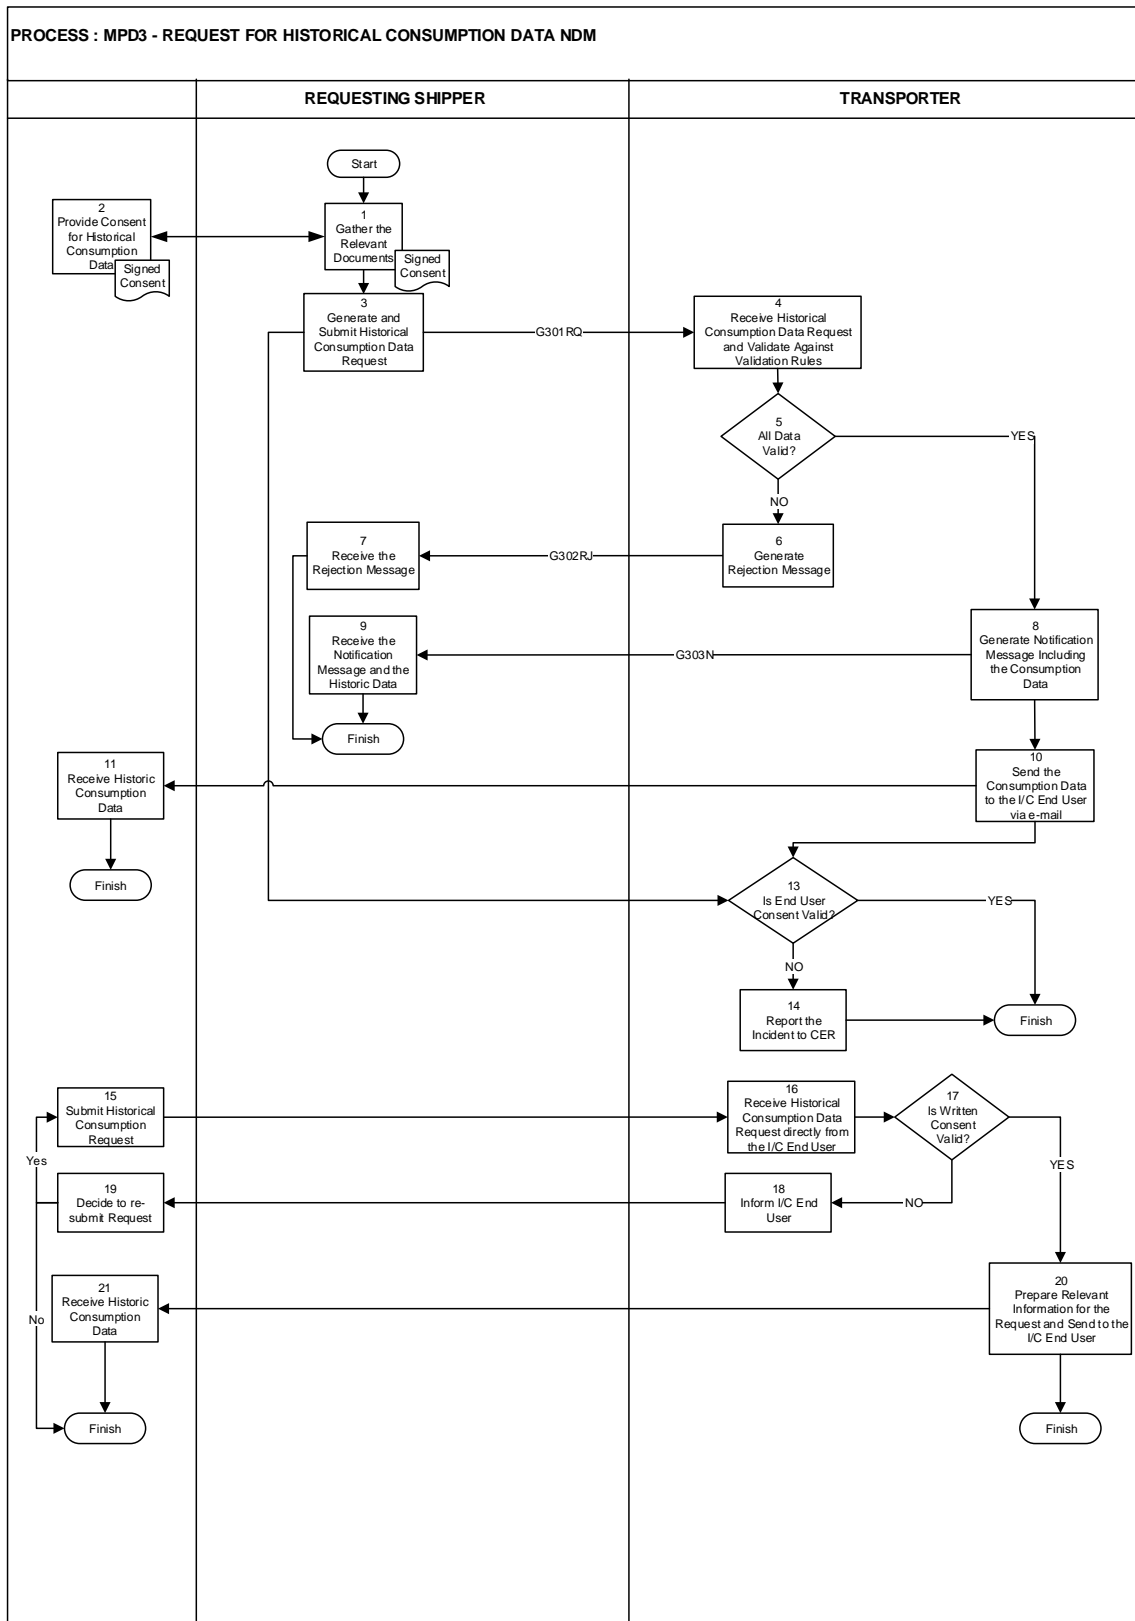 PROCESS : MPD3 - REQUEST FOR HISTORICAL CONSUMPTION DATA NDM
REQUESTING SHIPPER
TRANSPORTER
Start
2
Provide Consent
for Historical
Consumption
Data
Signed
Consent
1
Gather the
Relevant
Documents
Signed
Consent
3
Generate and
Submit Historical
Consumption Data
Request
G301RQ
4
Receive Historical
Consumption Data Request
and Validate Against
Validation Rules
5
All Data
Valid?
YES
NO
7
Receive the
Rejection Message
G302RJ
6
Generate
Rejection Message
9
Receive the
Notification
Message and the
Historic Data
G303N
8
Generate Notification
Message Including
the Consumption
Data
Finish
11
Receive Historic
Consumption
Data
10
Send the
Consumption Data
to the I/C End User
via e-mail
Finish
13
Is End User
Consent Valid?
YES
NO
14
Report the
Incident to CER
Finish
15
Submit Historical
Consumption
Request
16
Receive Historical
Consumption Data
Request directly from
the I/C End User
17
Is Written
Consent
Valid?
Yes
YES
19
Decide to re-
submit Request
18
Inform I/C End
User
NO
21
Receive Historic
Consumption
Data
No
20
Prepare Relevant
Information for the
Request and Send to the
I/C End User
Finish
Finish